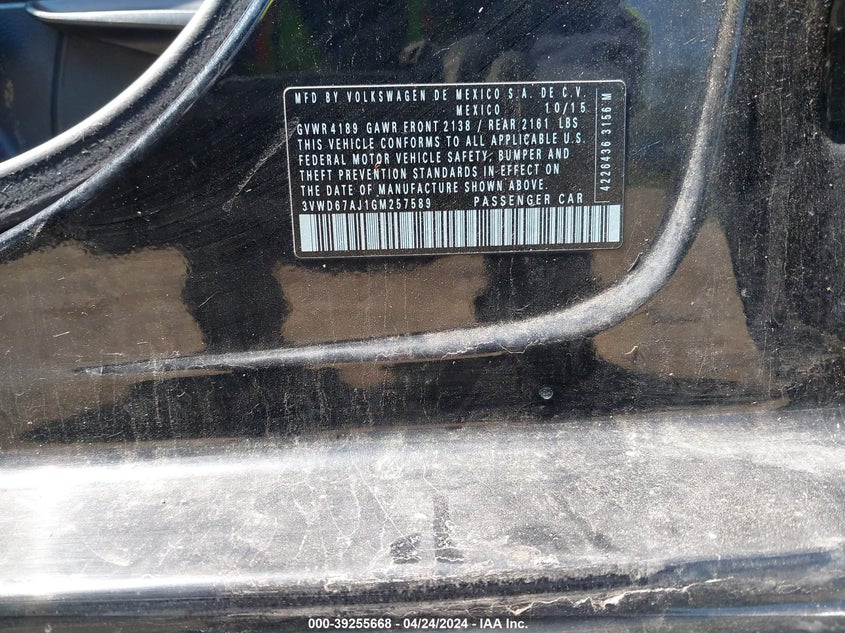 MFD BY VOLKSWAGEN DE MEXICO S.A. DE C.V.
MEXICO 10/15
GVWR 4189 GAWR FRONT 2138 / REAR 2161 LBS
THIS VEHICLE CONFORMS TO ALL APPLICABLE U.S.
FEDERAL MOTOR VEHICLE SAFETY, BUMPER AND
THEFT PREVENTION STANDARDS IN EFFECT ON
THE DATE OF MANUFACTURE SHOWN ABOVE.
3VWD67AJ1GM257589 PASSENGER CAR
4226436 3156 M
000-39255668 - 04/24/2024 - IAA Inc.